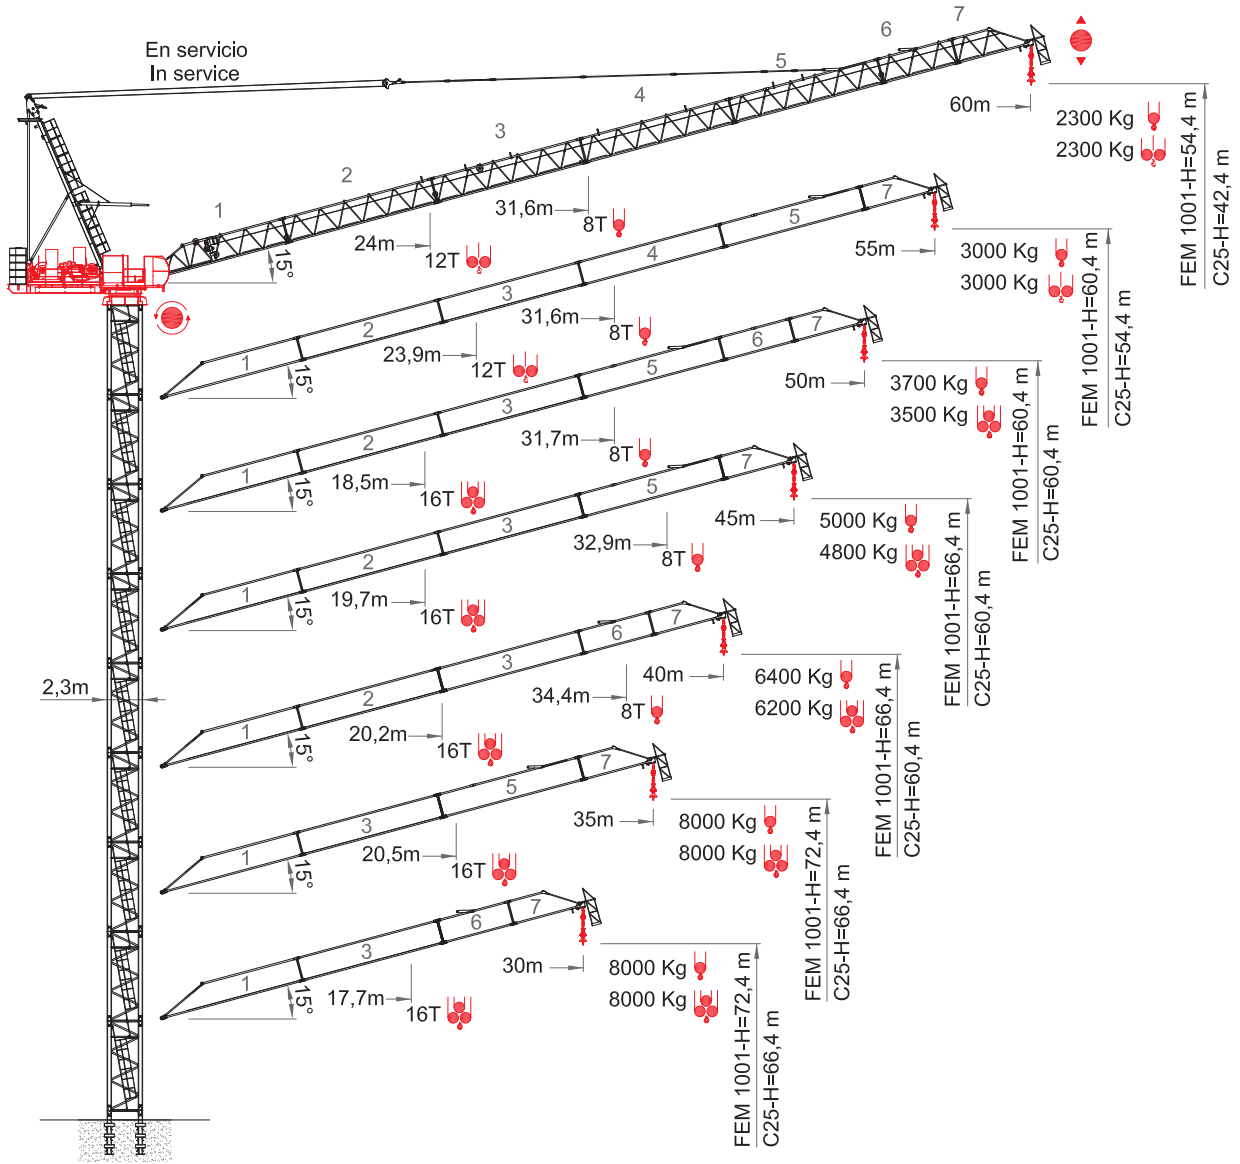 En servicio
In service
1
2
3
4
5
6
7
60m
2300 Kg
2300 Kg
FEM 1001-H=54,4 m
C25-H=42,4 m
15°
24m
12T
31,6m
8T
1
2
3
4
5
7
55m
3000 Kg
3000 Kg
FEM 1001-H=60,4 m
C25-H=54,4 m
15°
23,9m
12T
31,6m
8T
1
2
3
5
6
7
50m
3700 Kg
3500 Kg
FEM 1001-H=60,4 m
C25-H=60,4 m
15°
18,5m
16T
31,7m
8T
1
2
3
5
7
45m
5000 Kg
4800 Kg
FEM 1001-H=66,4 m
C25-H=60,4 m
15°
19,7m
16T
32,9m
8T
2,3m
1
2
3
6
7
40m
6400 Kg
6200 Kg
FEM 1001-H=66,4 m
C25-H=60,4 m
15°
20,2m
16T
34,4m
8T
1
3
5
7
35m
8000 Kg
8000 Kg
FEM 1001-H=72,4 m
C25-H=66,4 m
15°
20,5m
16T
1
3
6
7
30m
8000 Kg
8000 Kg
FEM 1001-H=72,4 m
C25-H=66,4 m
15°
17,7m
16T